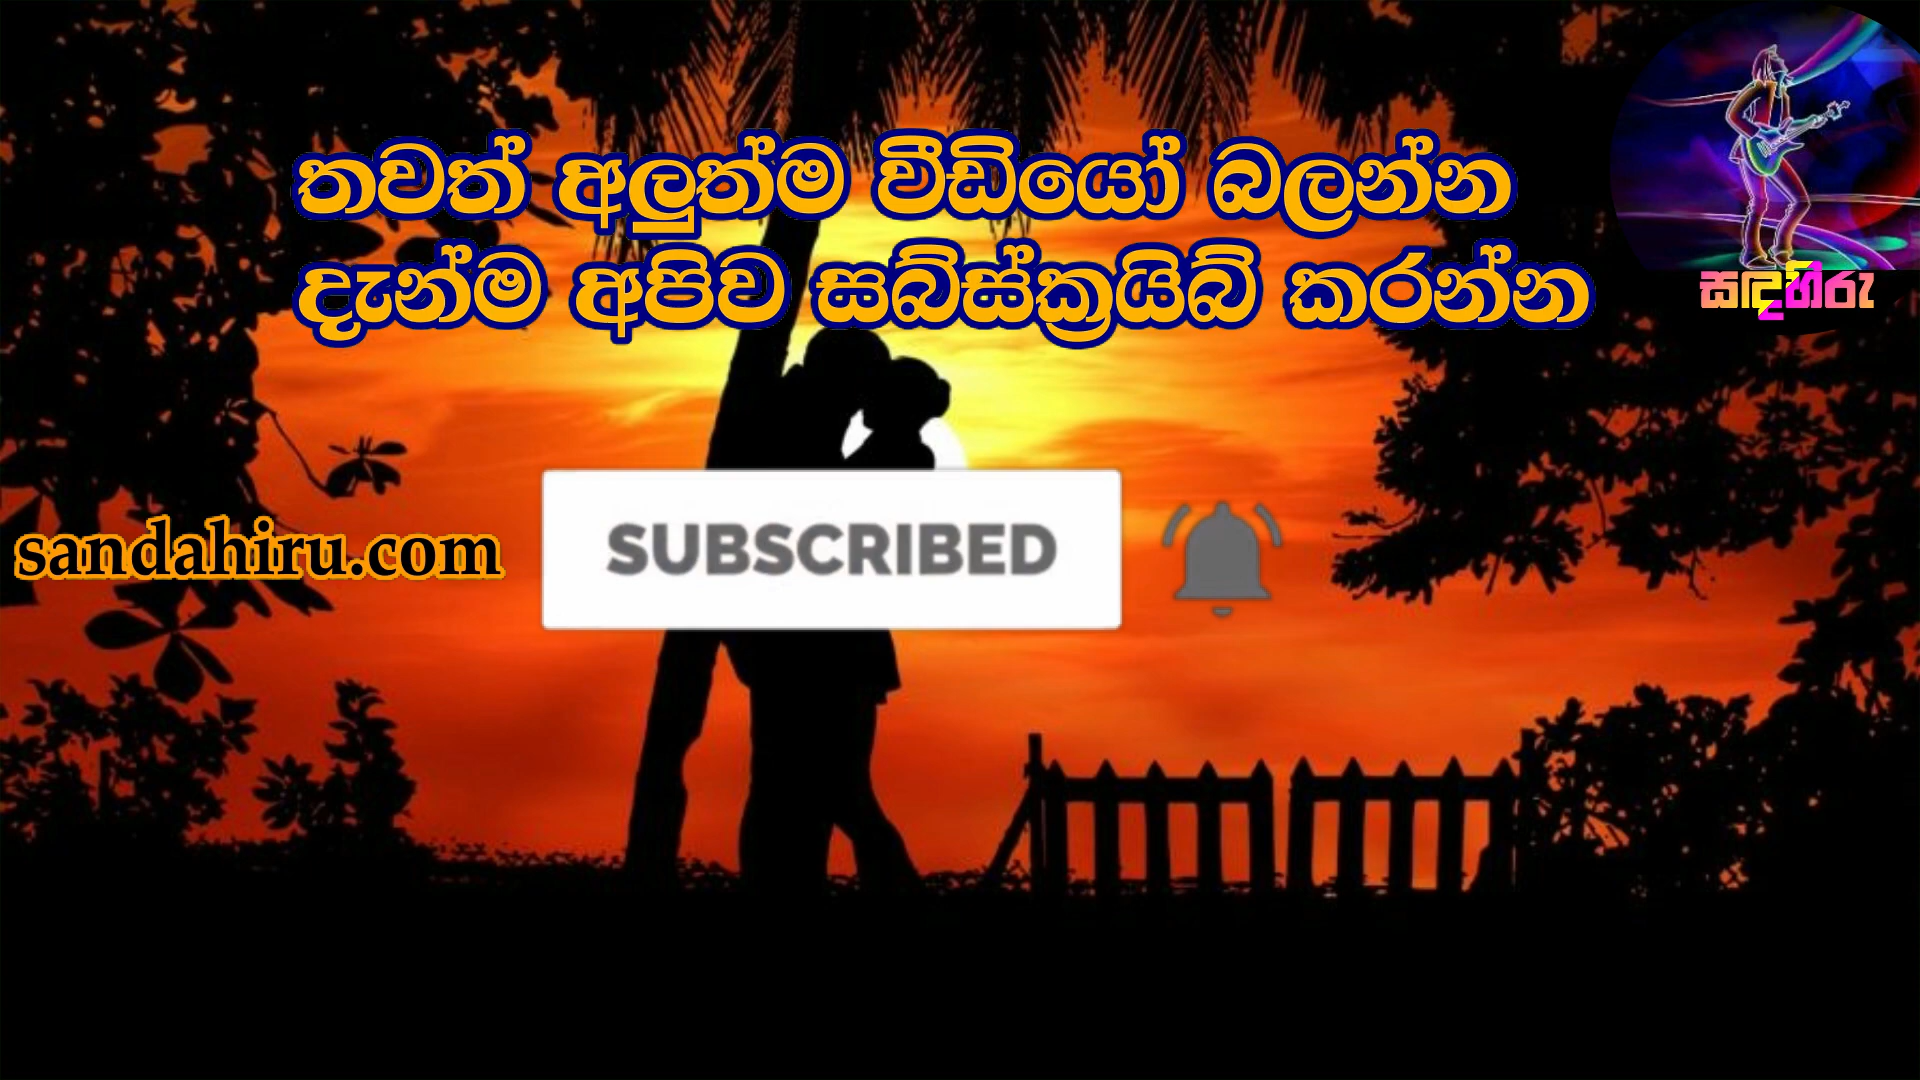 තවත් අලුත්ම වීඩියෝ බලන්න
දැන්ම අපිව සබ්ස්ක්‍රයිබ් කරන්න
සඳහිරු
sandahiru.com
SUBSCRIBED